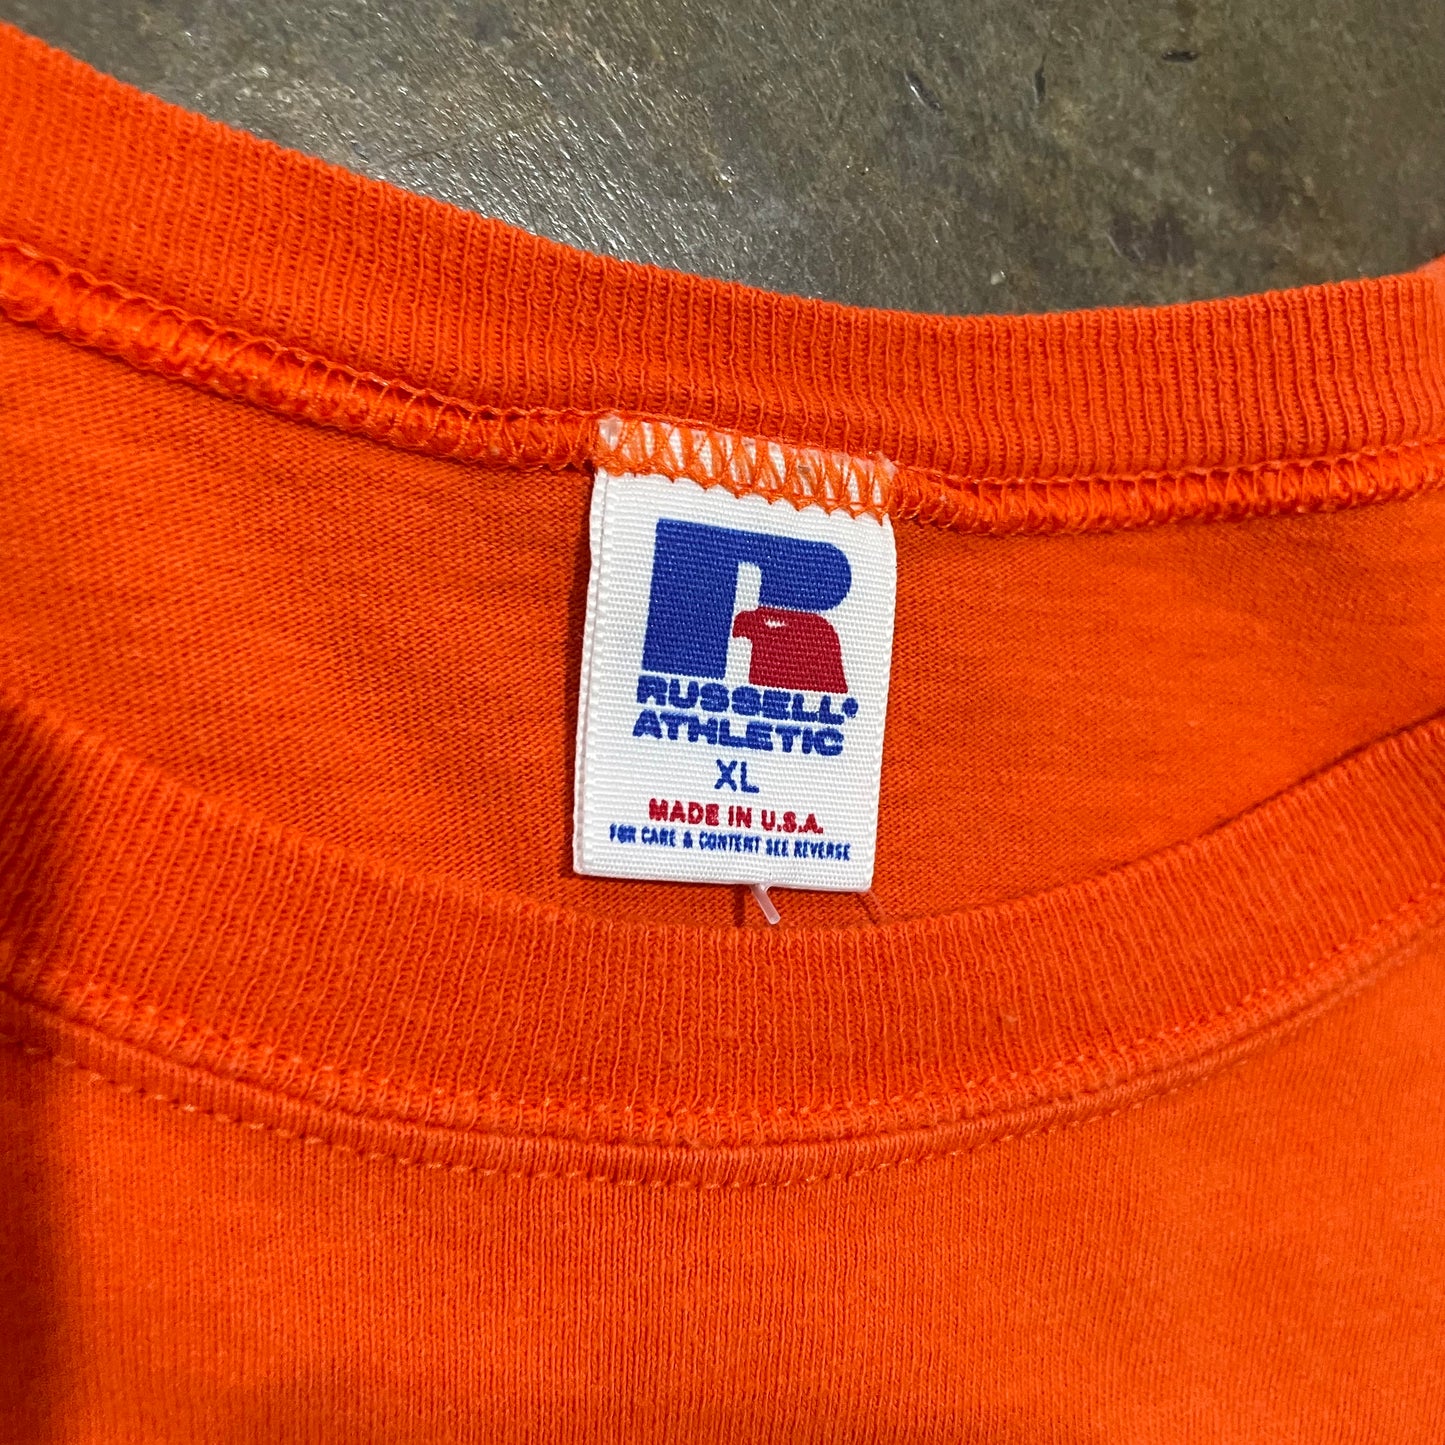 R
RUSSELL®
ATHLETIC
XL
MADE IN U.S.A.
FOR CARE & CONTENT SEE REVERSE